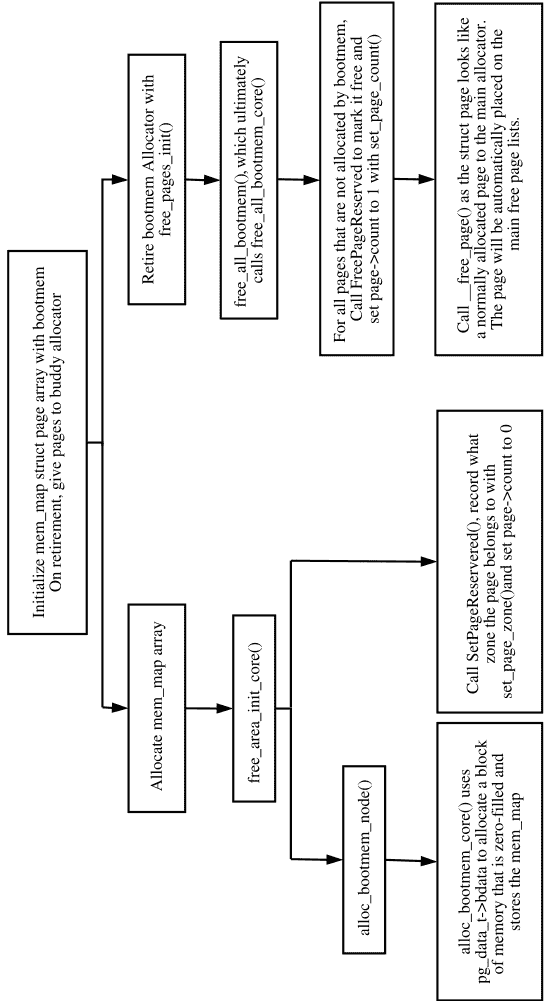 Initialize mem_map struct page array with bootmem
On retirement, give pages to buddy allocator
Allocate mem_map array
free_area_init_core()
alloc_bootmem_node()
alloc_bootmem_core() uses
pg_data_t->bdata to allocate a block
of memory that is zero-filled and
stores the mem_map
Call SetPageReservered(), record what
zone the page belongs to with
set_page_zone()and set page->count to 0
Retire bootmem Allocator with
free_pages_init()
free_all_bootmem(), which ultimately
calls free_all_bootmem_core()
For all pages that are not allocated by bootmem,
Call FreePageReserved to mark it free and
set page->count to 1 with set_page_count()
Call __free_page() as the struct page looks like
a normally allocated page to the main allocator.
The page will be automatically placed on the
main free page lists.